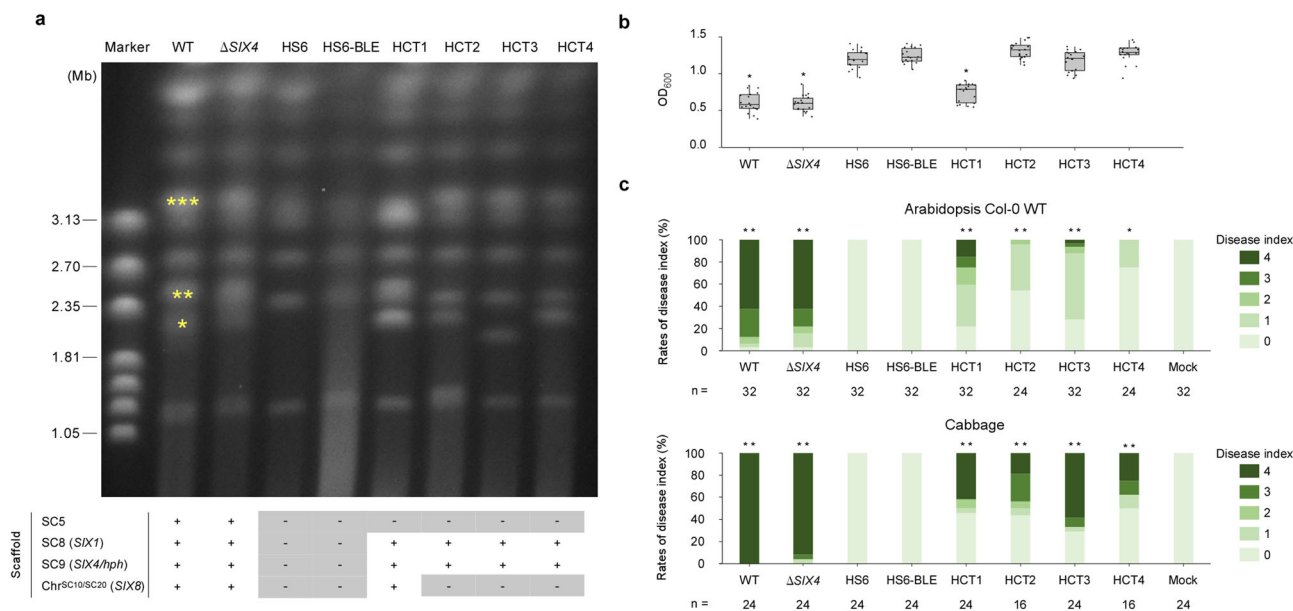 a
Marker WT ΔSIX4 HS6 HS6-BLE HCT1 HCT2 HCT3 HCT4
(Mb)
***
3.13
2.70
**
2.35
*
1.81
1.05
Scaffold
SC5 + + - - - - - -
SC8 (SIX1) + + - - + + + +
SC9 (SIX4/hph) + + - - + + + +
Chr^SC10/SC20 (SIX8) + + - - + - - -
b
OD600
1.5
1.0
0.5
0.0
* * *
WT ΔSIX4 HS6 HS6-BLE HCT1 HCT2 HCT3 HCT4
c
Arabidopsis Col-0 WT
Rates of disease index (%)
100
80
60
40
20
0
** ** ** ** ** *
Disease index
4
3
2
1
0
WT ΔSIX4 HS6 HS6-BLE HCT1 HCT2 HCT3 HCT4 Mock
n = 32 32 32 32 32 24 32 24 32
Cabbage
Rates of disease index (%)
100
80
60
40
20
0
** ** ** ** ** **
Disease index
4
3
2
1
0
WT ΔSIX4 HS6 HS6-BLE HCT1 HCT2 HCT3 HCT4 Mock
n = 24 24 24 24 24 16 24 16 24